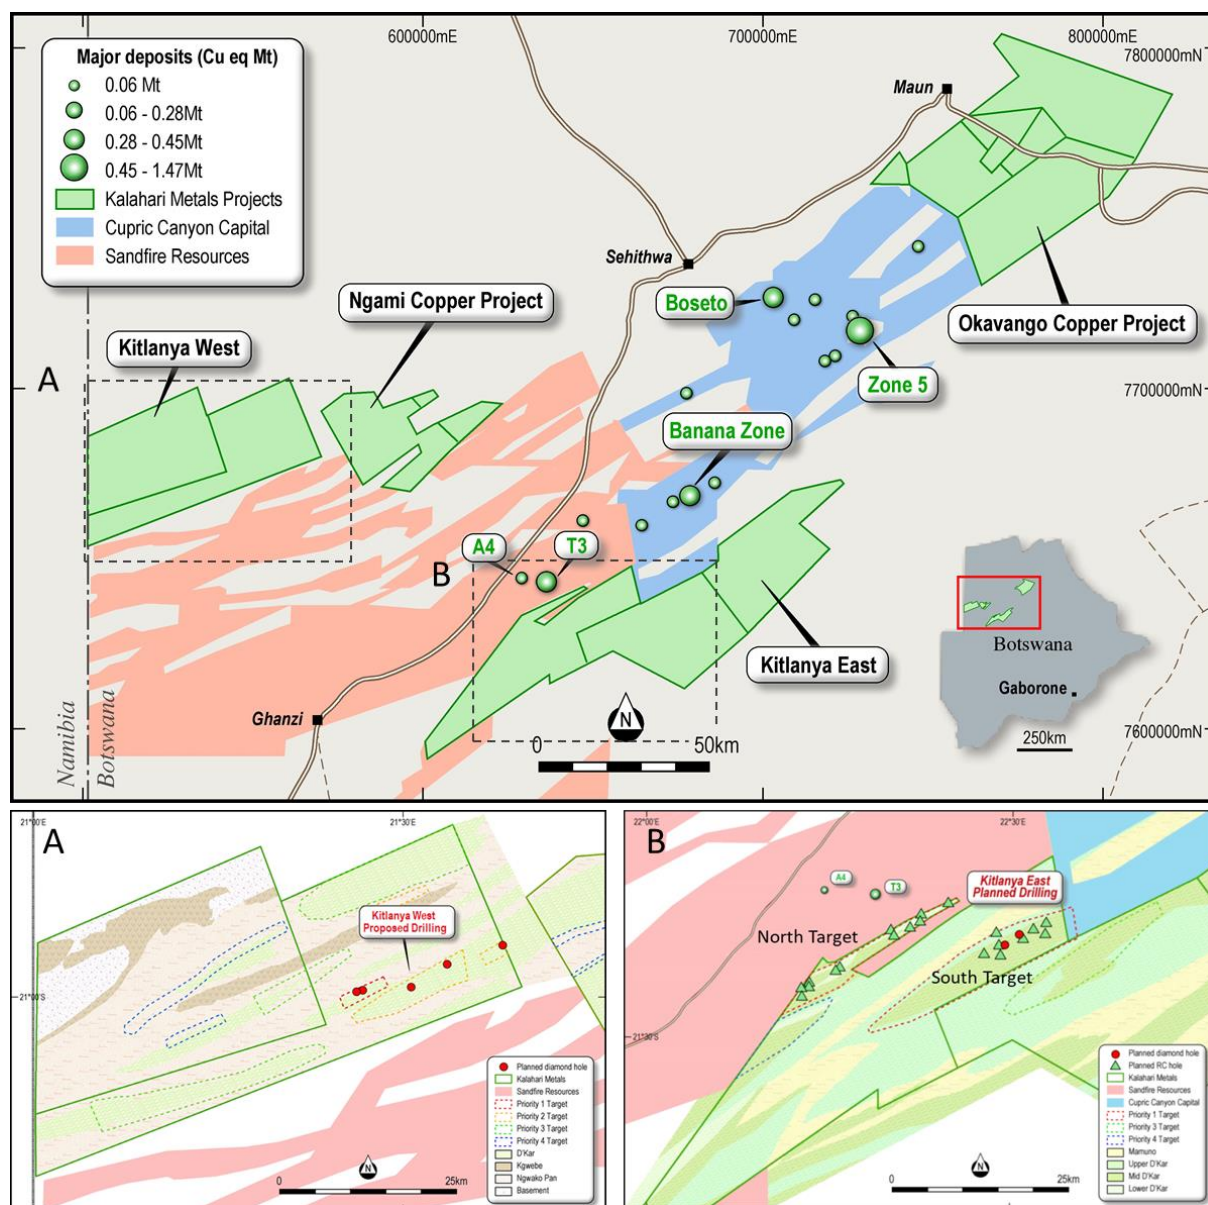 600000mE
700000mE
800000mE
7800000mN
Major deposits (Cu eq Mt)
0.06 Mt
0.06 - 0.28Mt
0.28 - 0.45Mt
0.45 - 1.47Mt
Kalahari Metals Projects
Cupric Canyon Capital
Sandfire Resources
Maun
Sehithwa
Ngami Copper Project
Boseto
Okavango Copper Project
Kitlanya West
A
Zone 5
7700000mN
Banana Zone
A4
T3
B
Kitlanya East
Botswana
Gaborone
250km
Ghanzi
N
0
50km
7600000mN
Namibia
Botswana
A
21°00'E
21°30'E
Kitlanya West
Proposed Drilling
21°00'S
Planned diamond hole
Kalahari Metals
Sandfire Resources
Priority 1 Target
Priority 2 Target
Priority 3 Target
Priority 4 Target
D'Kar
Kgwebe
Ngwako Pan
Basement
N
0
25km
B
22°00'E
22°30'E
A4
T3
Kitlanya East
Planned Drilling
North Target
South Target
21°30'S
Planned diamond hole
Planned RC hole
Kalahari Metals
Sandfire Resources
Cupric Canyon Capital
Priority 1 Target
Priority 3 Target
Priority 4 Target
Mamuno
Upper D'Kar
Mid D'Kar
Lower D'Kar
N
0
25km